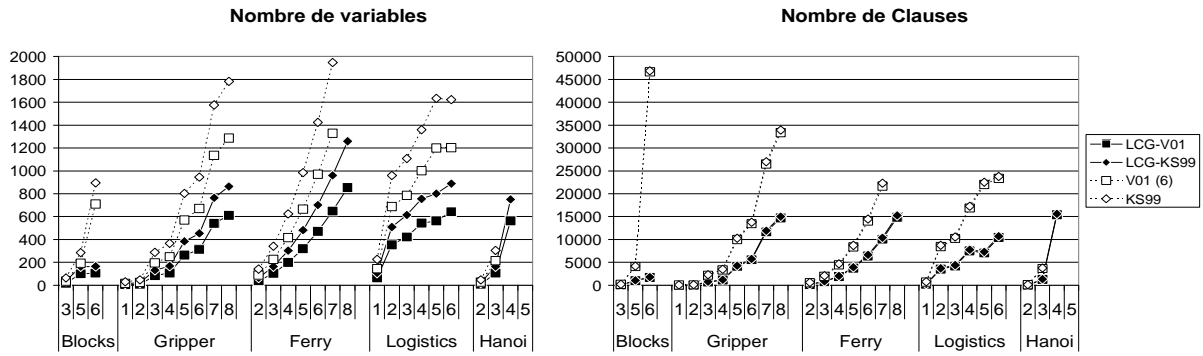 Nombre de variables
2000
1800
1600
1400
1200
1000
800
600
400
200
0
3 5 6 1 2 3 4 5 6 7 8 2 3 4 5 6 7 8 1 2 3 4 5 6 2 3 4 5
Blocks Gripper Ferry Logistics Hanoi
Nombre de Clauses
50000
45000
40000
35000
30000
25000
20000
15000
10000
5000
0
3 5 6 1 2 3 4 5 6 7 8 2 3 4 5 6 7 8 1 2 3 4 5 6 2 3 4 5
Blocks Gripper Ferry Logistics Hanoi
LCG-V01
LCG-KS99
V01 (6)
KS99